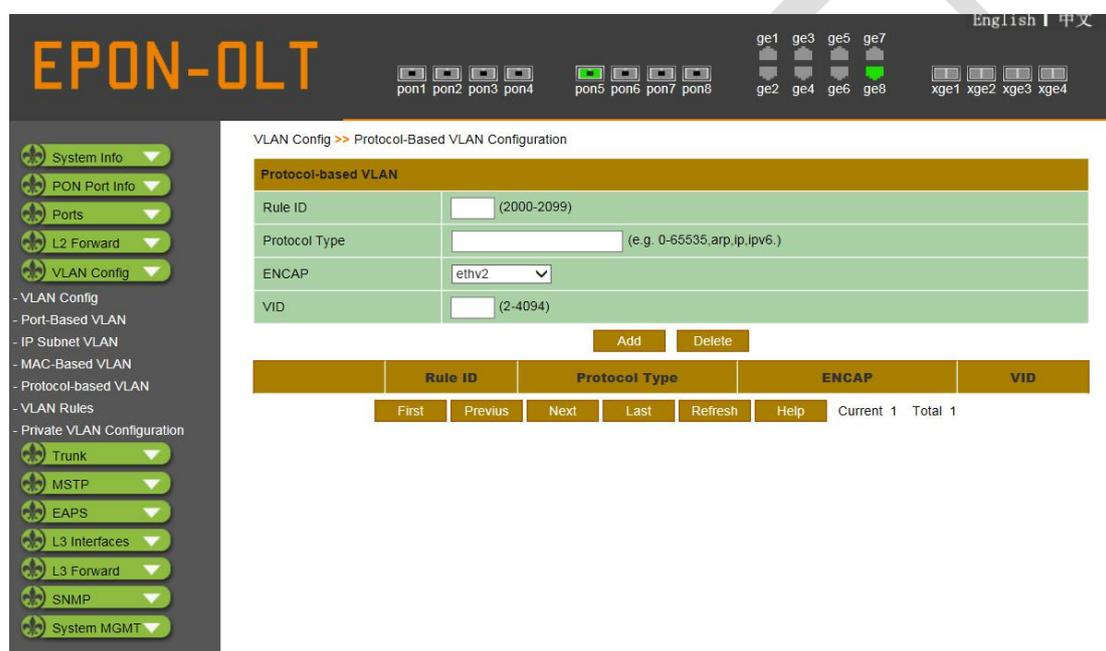 English | 中文
EPON-OLT
ge1 ge3 ge5 ge7
pon1 pon2 pon3 pon4 pon5 pon6 pon7 pon8 ge2 ge4 ge6 ge8 xge1 xge2 xge3 xge4
System Info
PON Port Info
Ports
L2 Forward
VLAN Config
- VLAN Config
- Port-Based VLAN
- IP Subnet VLAN
- MAC-Based VLAN
- Protocol-based VLAN
- VLAN Rules
- Private VLAN Configuration
Trunk
MSTP
EAPS
L3 Interfaces
L3 Forward
SNMP
System MGMT
VLAN Config >> Protocol-Based VLAN Configuration
Protocol-based VLAN
Rule ID (2000-2099)
Protocol Type (e.g. 0-65535,arp,ip,ipv6.)
ENCAP ethv2
VID (2-4094)
Add Delete
Rule ID Protocol Type ENCAP VID
First Previus Next Last Refresh Help Current 1 Total 1